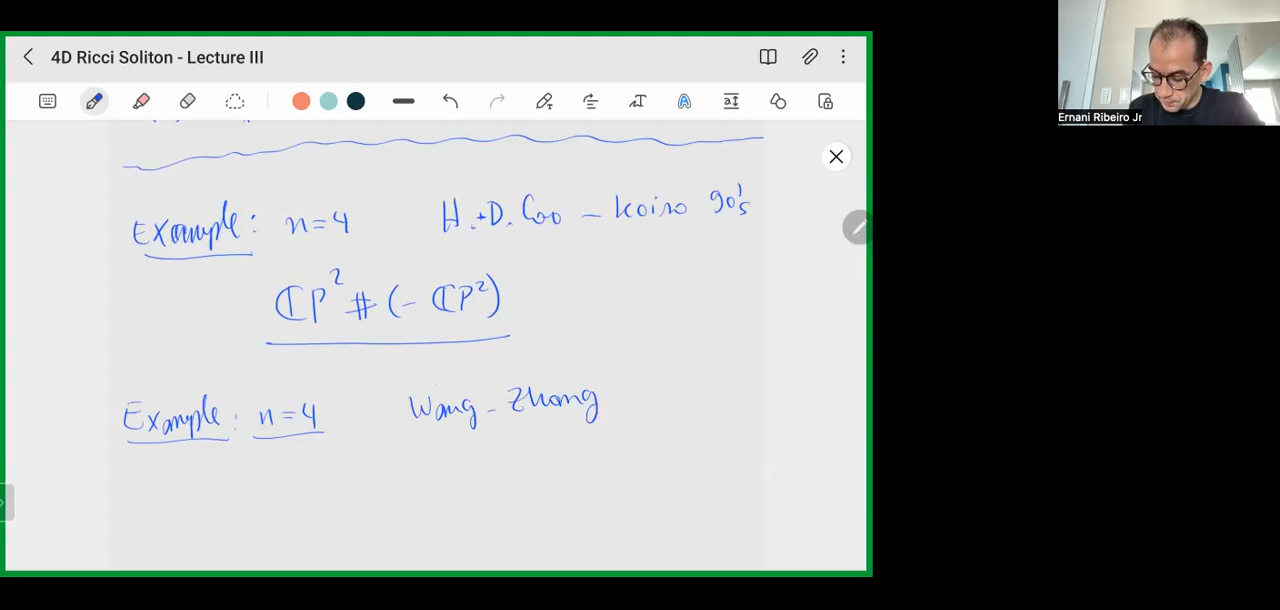 4D Ricci Soliton - Lecture III
Ernani Ribeiro Jr
Example: n=4 H.-D. Cao - Koiso 90's
ℂP² # (- ℂP²)
Example: n=4 Wang - Zhang